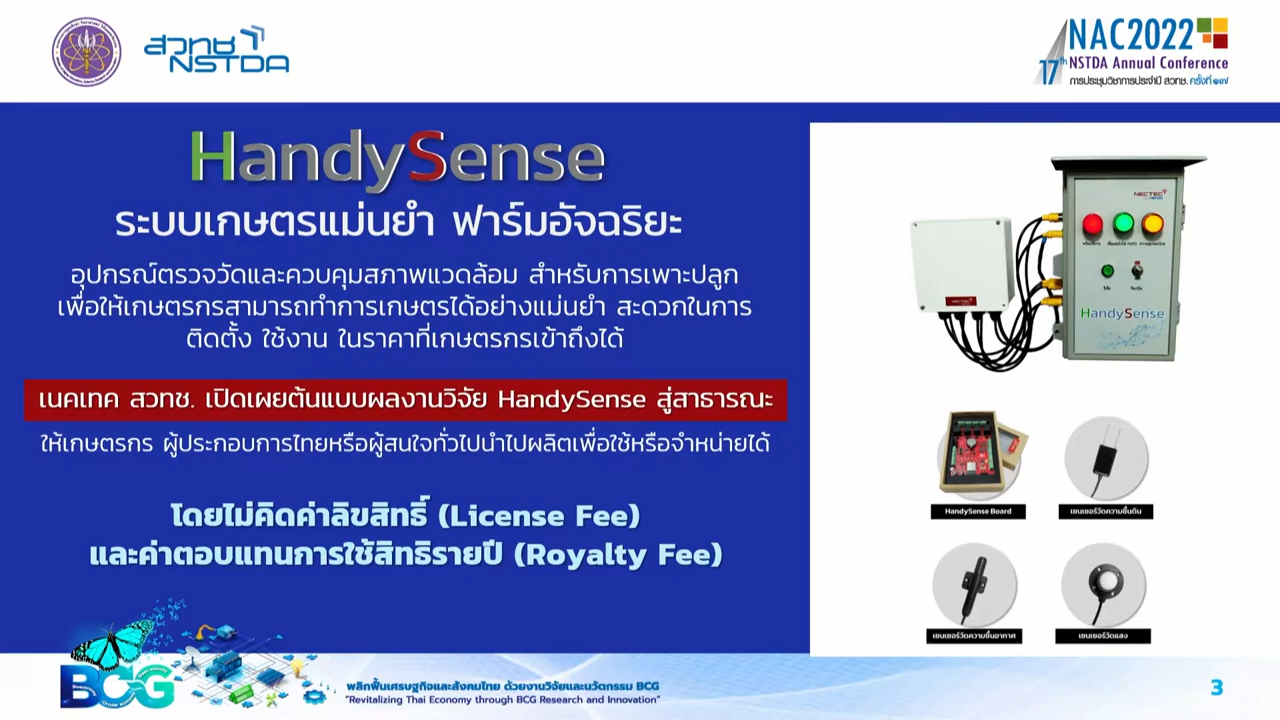 สวทช
NSTDA
NAC2022
17th NSTDA Annual Conference
การประชุมวิชาการประจำปี สวทช. ครั้งที่ ๑๗
HandySense
ระบบเกษตรแม่นยำ ฟาร์มอัจฉริยะ
อุปกรณ์ตรวจวัดและควบคุมสภาพแวดล้อม สำหรับการเพาะปลูก
เพื่อให้เกษตรกรสามารถทำการเกษตรได้อย่างแม่นยำ สะดวกในการ
ติดตั้ง ใช้งาน ในราคาที่เกษตรกรเข้าถึงได้
เนคเทค สวทช. เปิดเผยต้นแบบผลงานวิจัย HandySense สู่สาธารณะ
ให้เกษตรกร ผู้ประกอบการไทยหรือผู้สนใจทั่วไปนำไปผลิตเพื่อใช้หรือจำหน่ายได้
โดยไม่คิดค่าลิขสิทธิ์ (License Fee)
และค่าตอบแทนการใช้สิทธิรายปี (Royalty Fee)
NECTEC
NECTEC
HandySense
HandySense Board
เซนเซอร์วัดความชื้นดิน
เซนเซอร์วัดความชื้นอากาศ
เซนเซอร์วัดแสง
BCG
พลิกฟื้นเศรษฐกิจและสังคมไทย ด้วยงานวิจัยและนวัตกรรม BCG
"Revitalizing Thai Economy through BCG Research and Innovation"
3